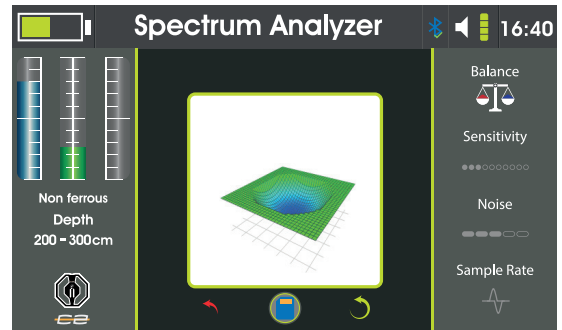 Spectrum Analyzer
16:40
Non ferrous
Depth
200 - 300cm
Balance
Sensitivity
Noise
Sample Rate